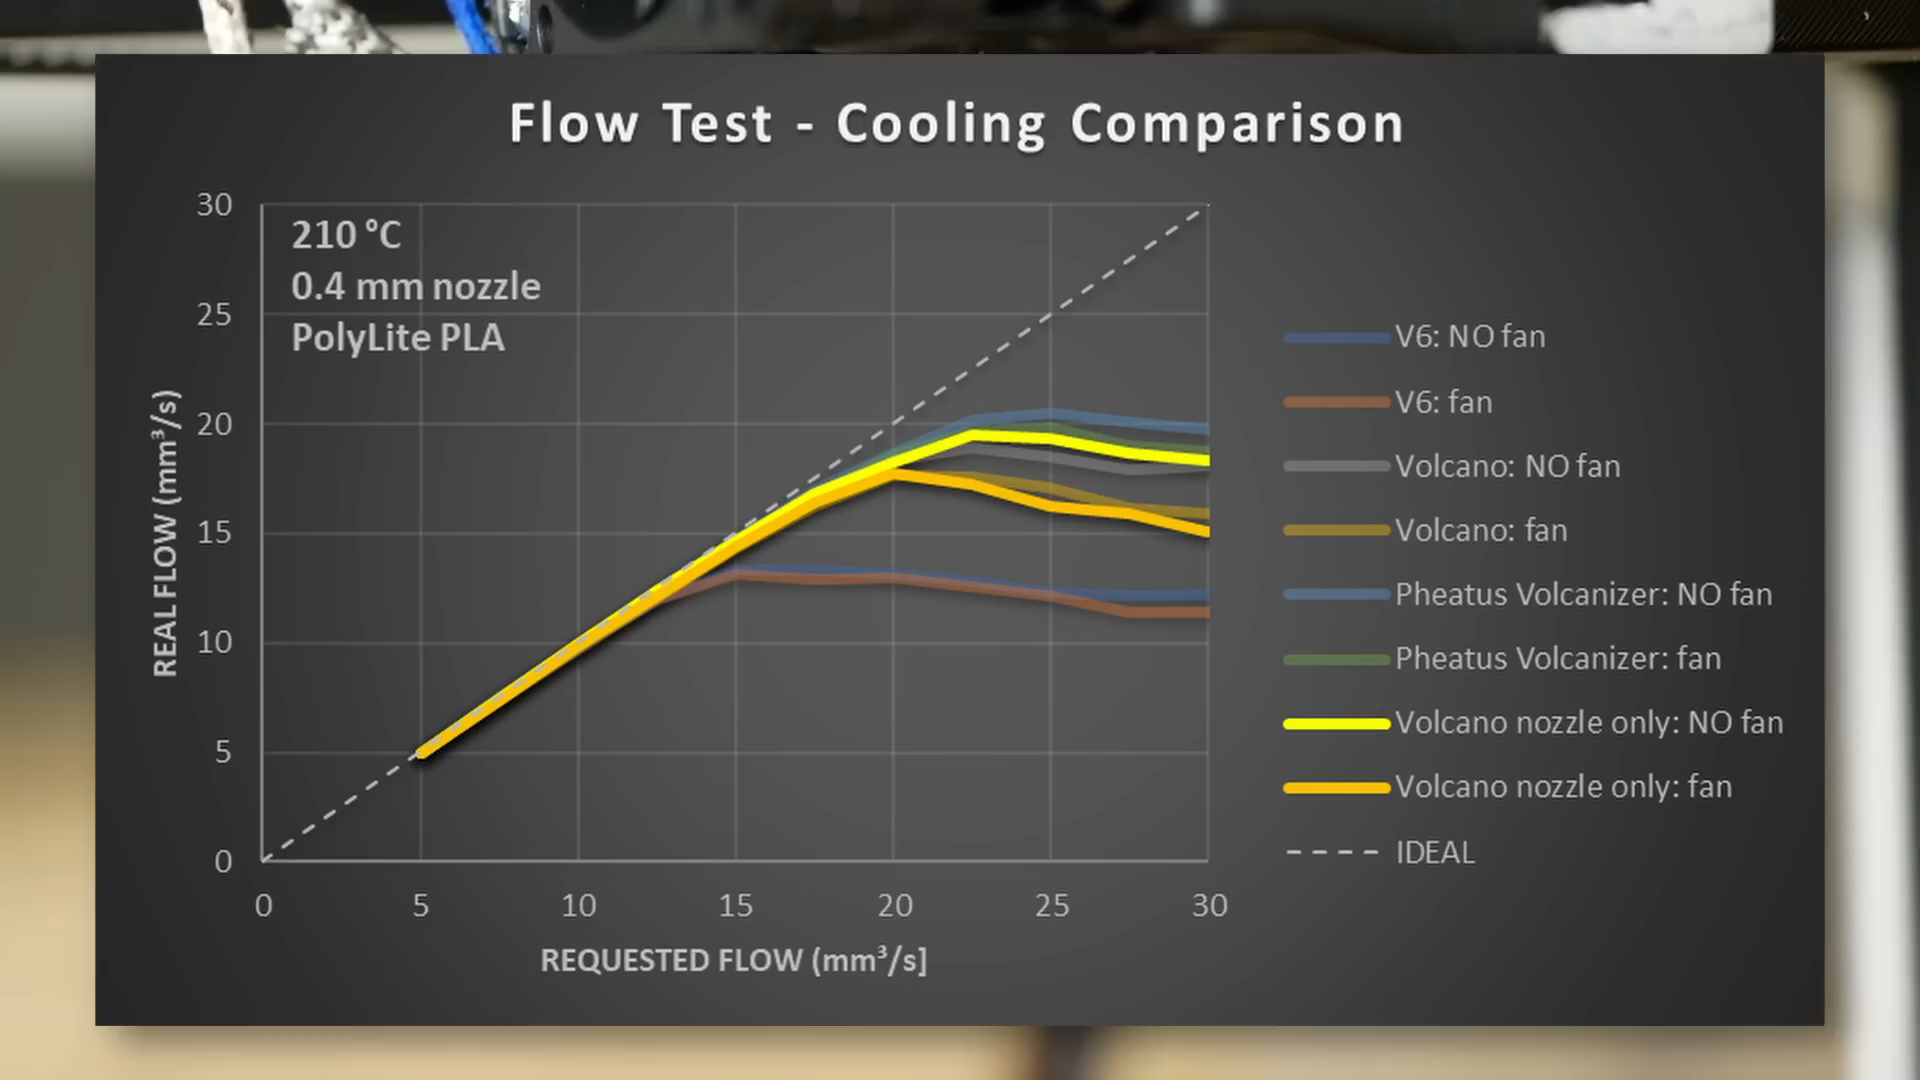 Flow Test - Cooling Comparison
210 °C
0.4 mm nozzle
PolyLite PLA
REAL FLOW (mm³/s)
30
25
20
15
10
5
0
0 5 10 15 20 25 30
REQUESTED FLOW (mm³/s]
V6: NO fan
V6: fan
Volcano: NO fan
Volcano: fan
Pheatus Volcanizer: NO fan
Pheatus Volcanizer: fan
Volcano nozzle only: NO fan
Volcano nozzle only: fan
IDEAL